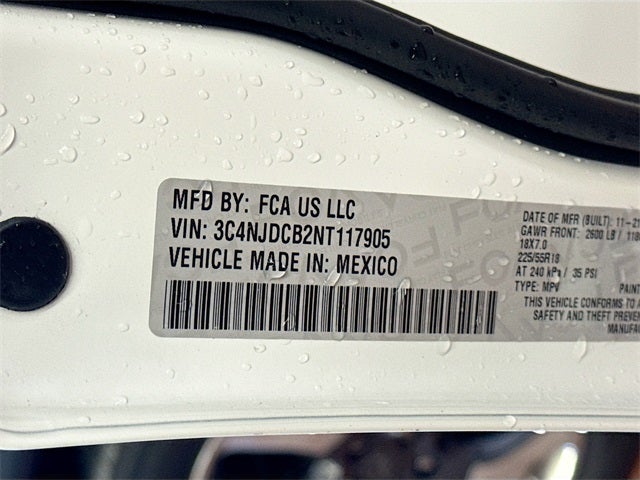 MFD BY: FCA US LLC
VIN: 3C4NJDCB2NT117905
VEHICLE MADE IN: MEXICO
DATE OF MFR (BUILT): 11-21
GAWR FRONT: 2600 LB / 118
18X7.0
225/55R18
AT 240 kPa / 35 PSI
TYPE: MPV PAINT
THIS VEHICLE CONFORMS TO
SAFETY AND THEFT PREVEN
MANUFA